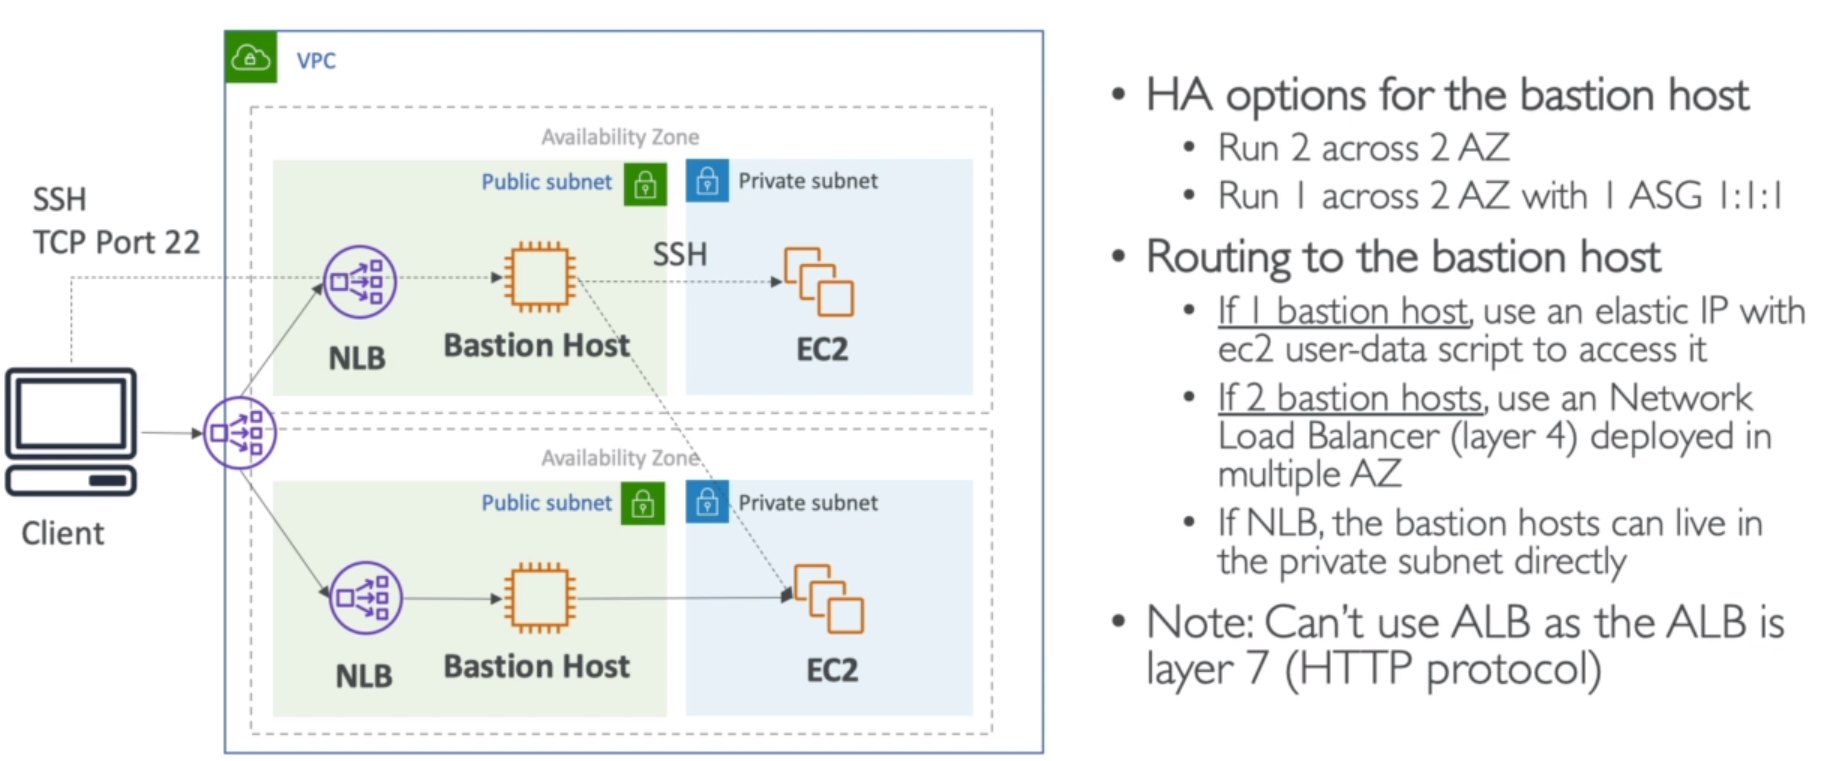 VPC
Availability Zone
Public subnet
Private subnet
SSH
TCP Port 22
SSH
NLB
Bastion Host
EC2
Availability Zone
Public subnet
Private subnet
Client
NLB
Bastion Host
EC2
• HA options for the bastion host
• Run 2 across 2 AZ
• Run 1 across 2 AZ with 1 ASG 1:1:1
• Routing to the bastion host
• If 1 bastion host, use an elastic IP with
ec2 user-data script to access it
• If 2 bastion hosts, use an Network
Load Balancer (layer 4) deployed in
multiple AZ
• If NLB, the bastion hosts can live in
the private subnet directly
• Note: Can't use ALB as the ALB is
layer 7 (HTTP protocol)